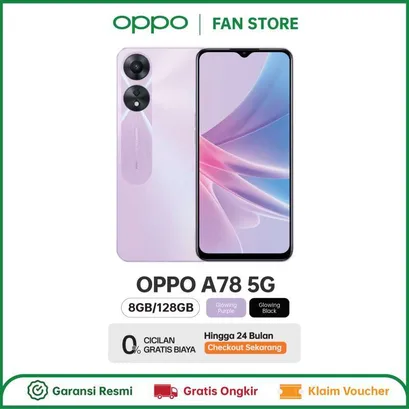 oppo | FAN STORE
OPPO A78 5G
8GB/128GB
Glowing
Purple
Glowing
Black
0% CICILAN
GRATIS BIAYA
Hingga 24 Bulan
Checkout Sekarang
Garansi Resmi
Gratis Ongkir
Klaim Voucher